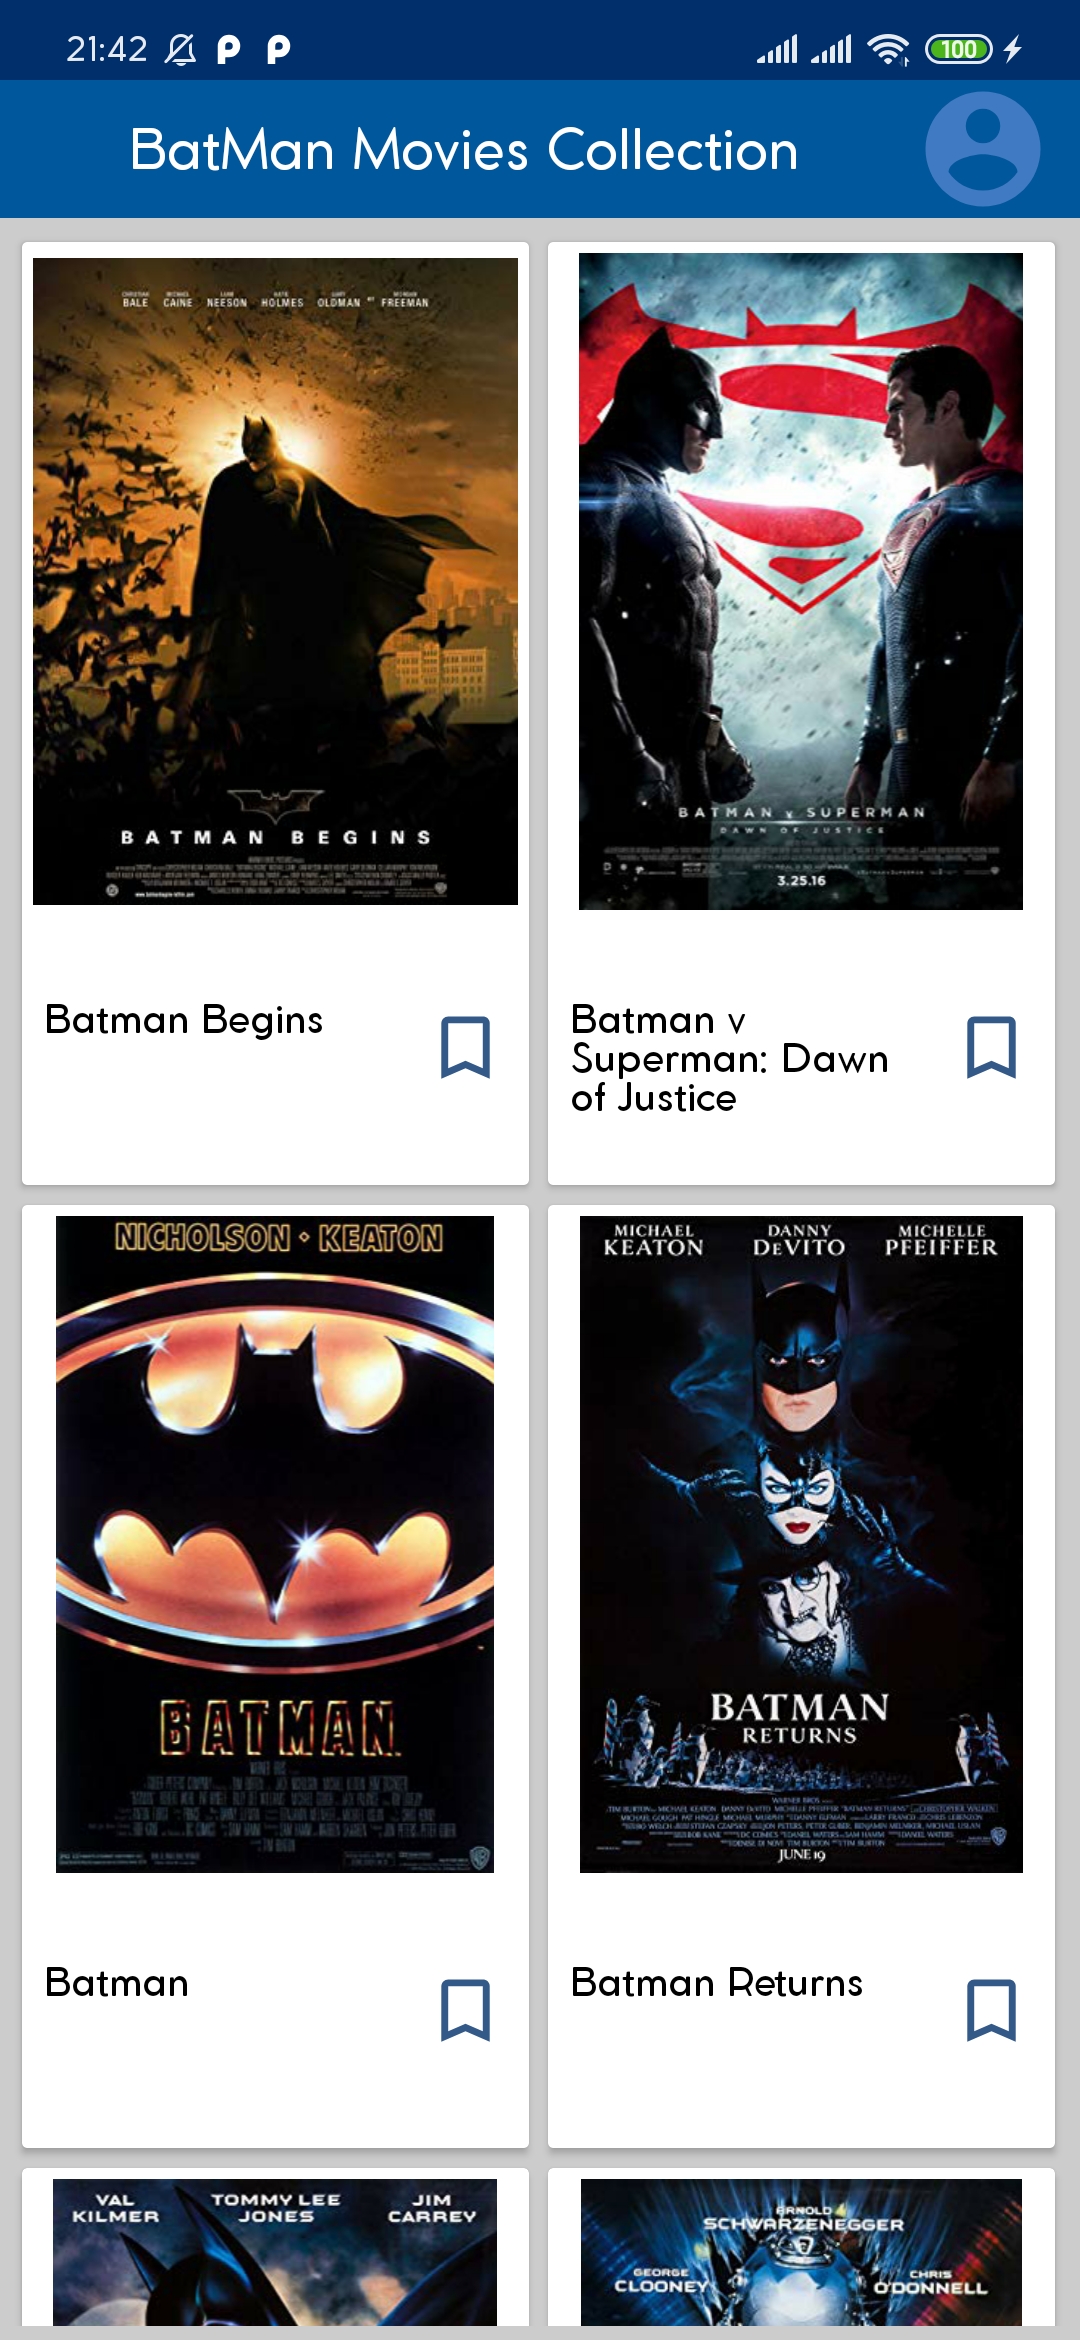 21:42
100
BatMan Movies Collection
BALE CAINE NEESON HOLMES OLDMAN FREEMAN
BATMAN BEGINS
BATMAN v SUPERMAN
DAWN OF JUSTICE
3.25.16
Batman Begins
Batman v
Superman: Dawn
of Justice
NICHOLSON • KEATON
BATMAN
MICHAEL KEATON
DANNY DEVITO
MICHELLE PFEIFFER
BATMAN
RETURNS
JUNE 19
Batman
Batman Returns
VAL KILMER
TOMMY LEE JONES
JIM CARREY
ARNOLD
SCHWARZENEGGER
GEORGE CLOONEY
CHRIS O'DONNELL